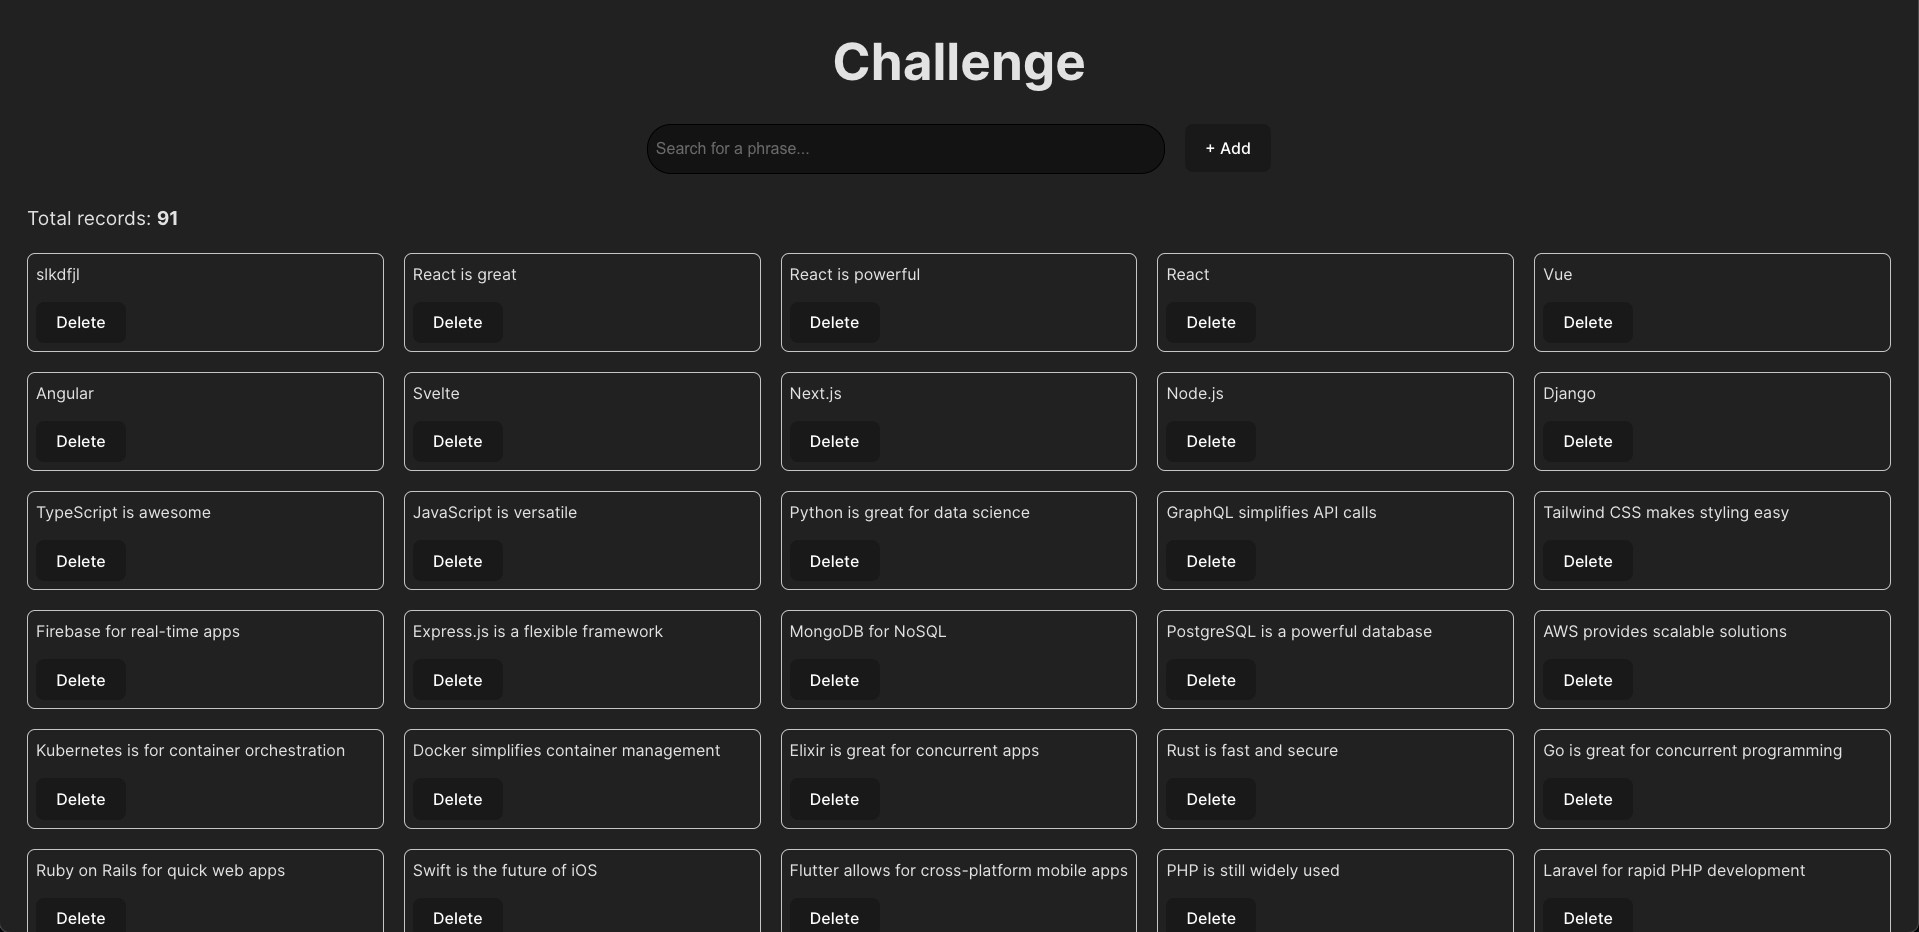 Challenge
Search for a phrase...
+ Add
Total records: 91
slkdfjl
React is great
React is powerful
React
Vue
Delete
Delete
Delete
Delete
Delete
Angular
Svelte
Next.js
Node.js
Django
Delete
Delete
Delete
Delete
Delete
TypeScript is awesome
JavaScript is versatile
Python is great for data science
GraphQL simplifies API calls
Tailwind CSS makes styling easy
Delete
Delete
Delete
Delete
Delete
Firebase for real-time apps
Express.js is a flexible framework
MongoDB for NoSQL
PostgreSQL is a powerful database
AWS provides scalable solutions
Delete
Delete
Delete
Delete
Delete
Kubernetes is for container orchestration
Docker simplifies container management
Elixir is great for concurrent apps
Rust is fast and secure
Go is great for concurrent programming
Delete
Delete
Delete
Delete
Delete
Ruby on Rails for quick web apps
Swift is the future of iOS
Flutter allows for cross-platform mobile apps
PHP is still widely used
Laravel for rapid PHP development
Delete
Delete
Delete
Delete
Delete